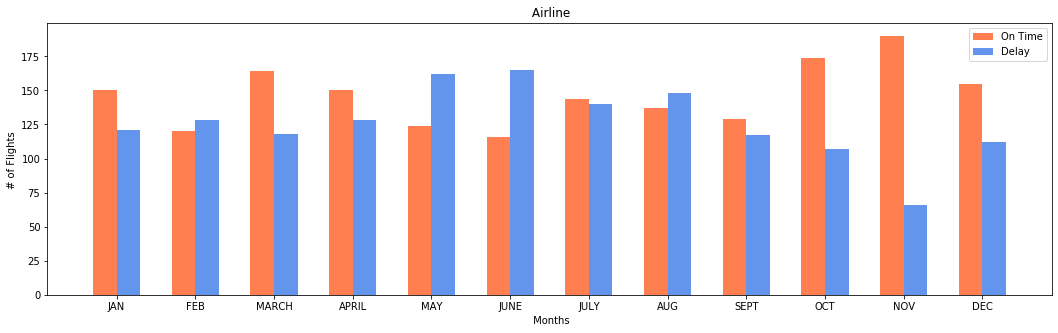 Airline
On Time
Delay
# of Flights
175
150
125
100
75
50
25
0
JAN FEB MARCH APRIL MAY JUNE JULY AUG SEPT OCT NOV DEC
Months